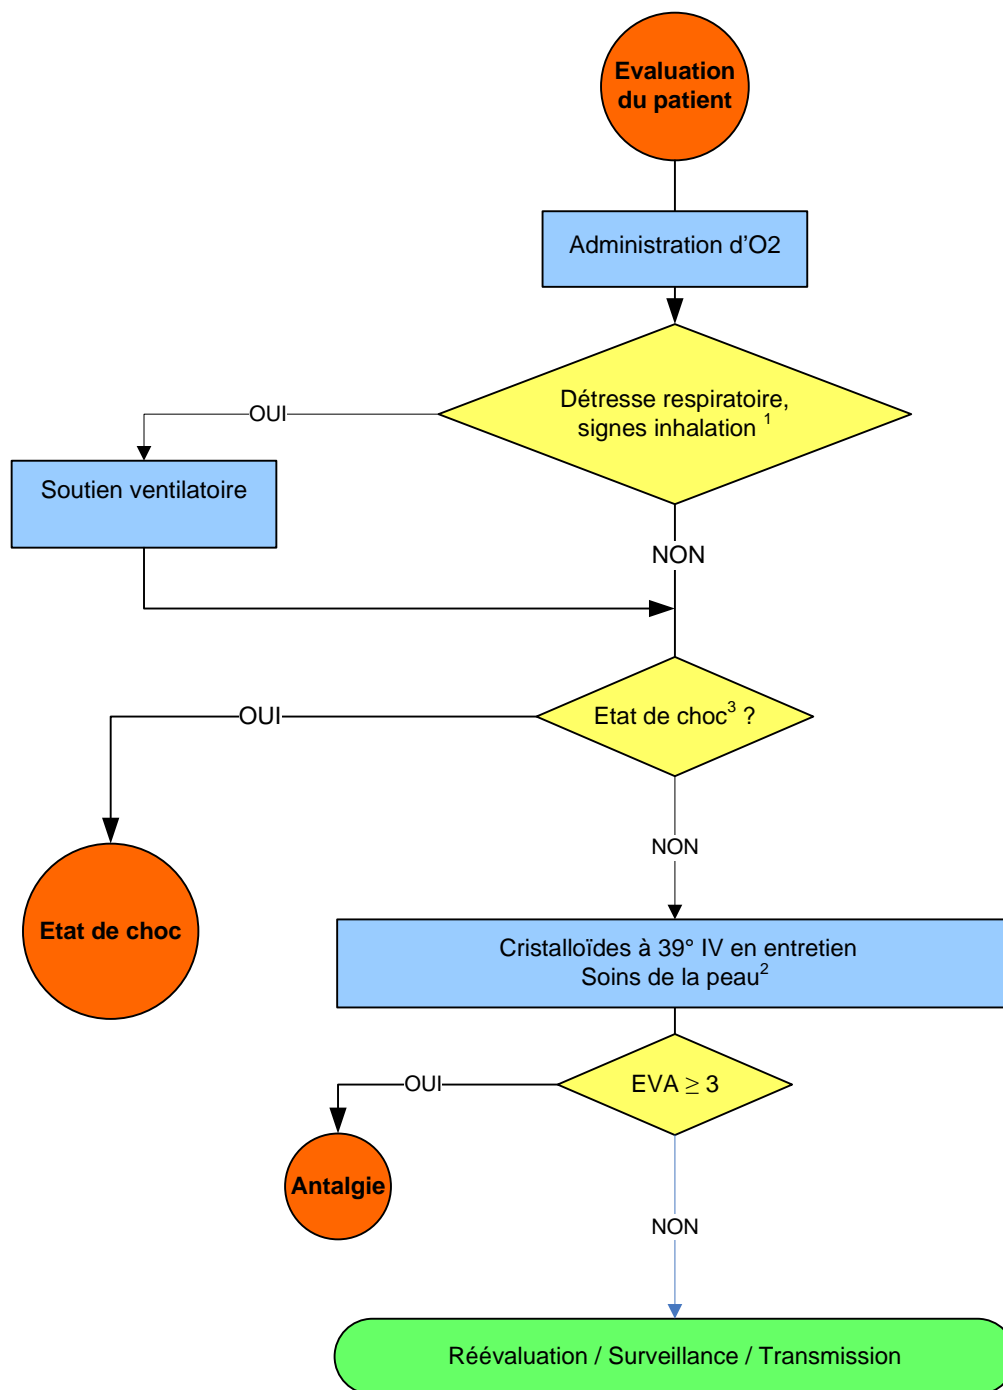 Evaluation
du patient
Administration d'O2
Détresse respiratoire,
signes inhalation 1
OUI
Soutien ventilatoire
NON
Etat de choc3 ?
OUI
NON
Etat de choc
Cristalloïdes à 39° IV en entretien
Soins de la peau2
EVA ≥ 3
OUI
Antalgie
NON
Réévaluation / Surveillance / Transmission